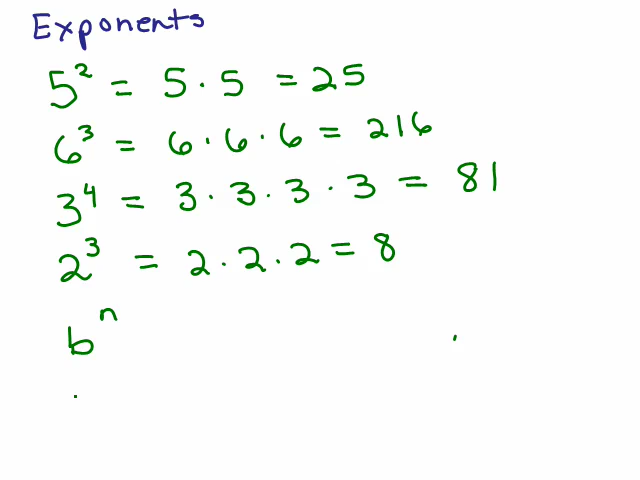 Exponents
5² = 5 · 5 = 25
6³ = 6 · 6 · 6 = 216
3⁴ = 3 · 3 · 3 · 3 = 81
2³ = 2 · 2 · 2 = 8
bⁿ